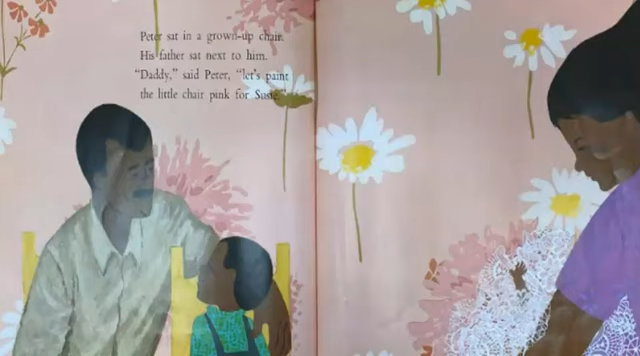 Peter sat in a grown-up chair.
His father sat next to him.
"Daddy," said Peter, "let's paint
the little chair pink for Susie."